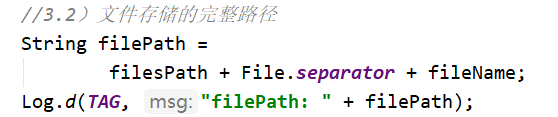 //3.2）文件存储的完整路径
String filePath =
filesPath + File.separator + fileName;
Log.d(TAG, msg: "filePath: " + filePath);